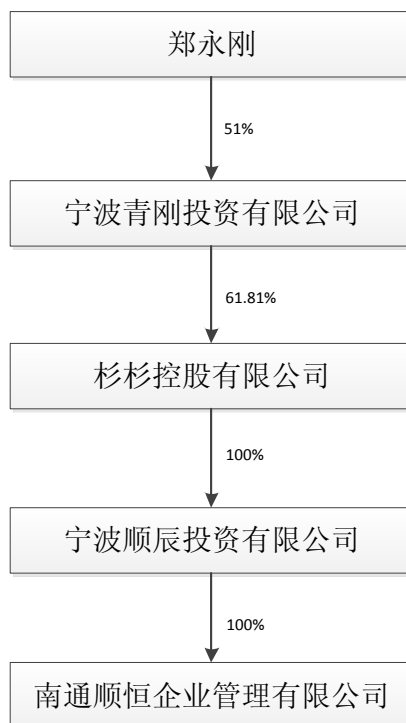 郑永刚
51%
宁波青刚投资有限公司
61.81%
杉杉控股有限公司
100%
宁波顺辰投资有限公司
100%
南通顺恒企业管理有限公司